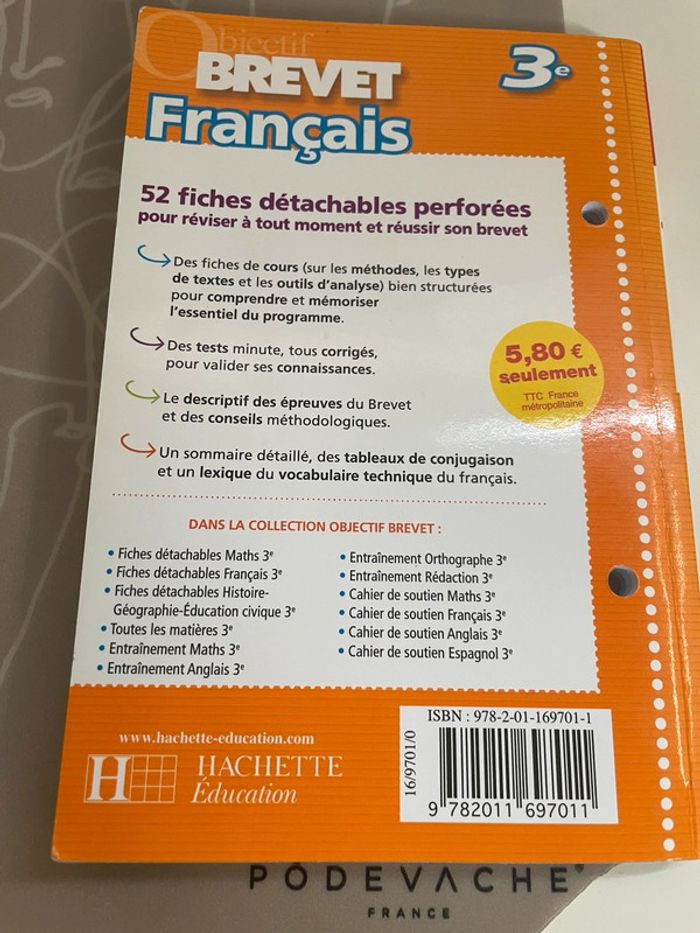 Objectif
BREVET
3e
Français
52 fiches détachables perforées
pour réviser à tout moment et réussir son brevet
Des fiches de cours (sur les méthodes, les types
de textes et les outils d'analyse) bien structurées
pour comprendre et mémoriser
l'essentiel du programme.
Des tests minute, tous corrigés,
pour valider ses connaissances.
5,80 €
seulement
TTC France
métropolitaine
Le descriptif des épreuves du Brevet
et des conseils méthodologiques.
Un sommaire détaillé, des tableaux de conjugaison
et un lexique du vocabulaire technique du français.
DANS LA COLLECTION OBJECTIF BREVET :
• Fiches détachables Maths 3e
• Fiches détachables Français 3e
• Fiches détachables Histoire-
Géographie-Éducation civique 3e
• Toutes les matières 3e
• Entraînement Maths 3e
• Entraînement Anglais 3e
• Entraînement Orthographe 3e
• Entraînement Rédaction 3e
• Cahier de soutien Maths 3e
• Cahier de soutien Français 3e
• Cahier de soutien Anglais 3e
• Cahier de soutien Espagnol 3e
www.hachette-education.com
H HACHETTE
Éducation
ISBN : 978-2-01-169701-1
16/9701/0
9 782011 697011
PÔDEVACHE
FRANCE